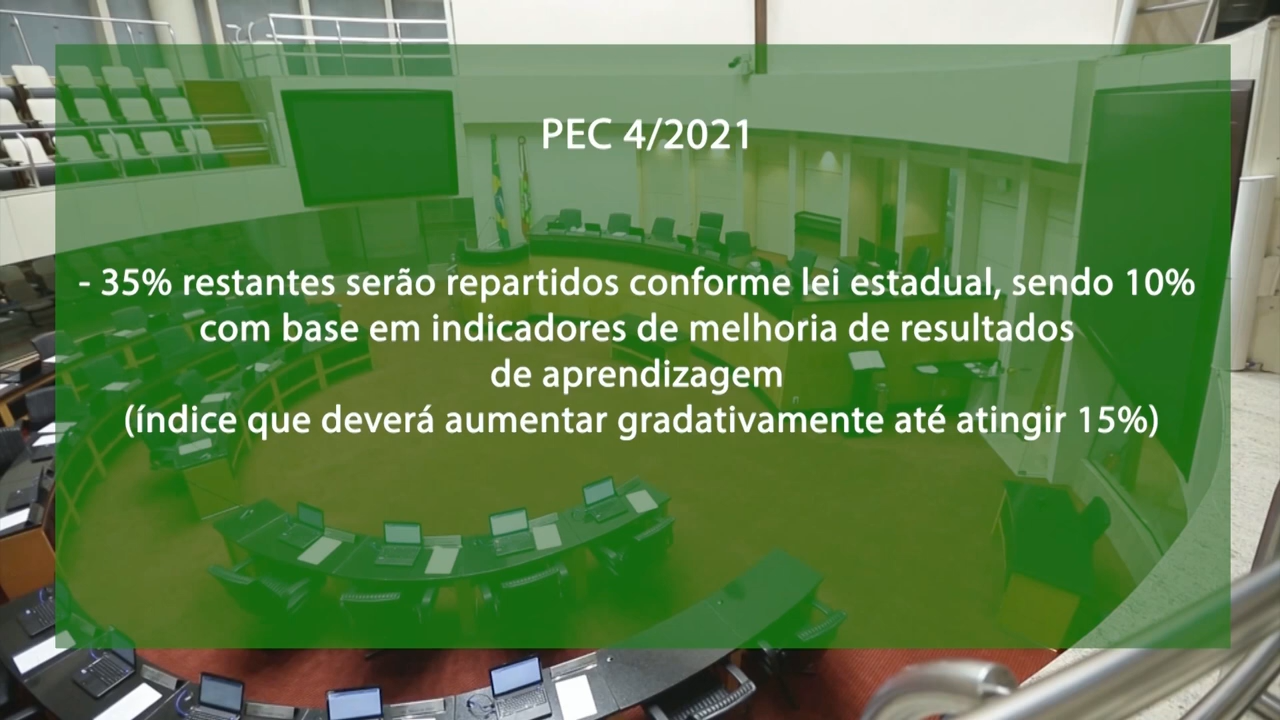 PEC 4/2021
- 35% restantes serão repartidos conforme lei estadual, sendo 10%
com base em indicadores de melhoria de resultados
de aprendizagem
(índice que deverá aumentar gradativamente até atingir 15%)